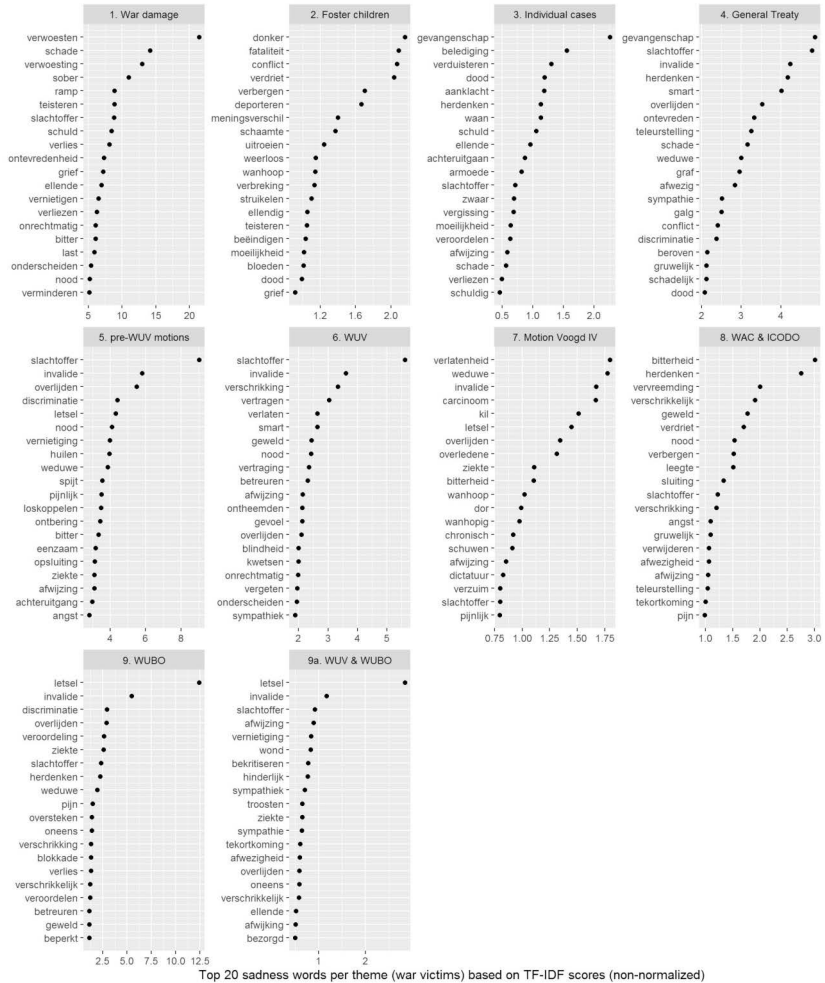 1. War damage
verwoesten
schade
verwoesting
sober
ramp
teisteren
slachtoffer
schuld
verlies
ontevredenheid
grief
ellende
vernietigen
verliezen
onrechtmatig
bitter
last
onderscheiden
nood
verminderen
5 10 15 20
2. Foster children
donker
fataliteit
conflict
verdriet
verbergen
deporteren
meningsverschil
schaamte
uitroeien
weerloos
wanhoop
verbreking
struikelen
ellendig
teisteren
beëindigen
moeilijkheid
bloeden
dood
grief
1.2 1.6 2.0
3. Individual cases
gevangenschap
belediging
verduisteren
dood
aanklacht
herdenken
waan
schuld
ellende
achteruitgaan
armoede
slachtoffer
zwaar
vergissing
moeilijkheid
veroordelen
afwijzing
schade
verliezen
schuldig
0.5 1.0 1.5 2.0
4. General Treaty
gevangenschap
slachtoffer
invalide
herdenken
smart
overlijden
ontevreden
teleurstelling
schade
weduwe
graf
afwezig
sympathie
galg
conflict
discriminatie
beroven
gruwelijk
schadelijk
dood
2 3 4
5. pre-WUV motions
slachtoffer
invalide
overlijden
discriminatie
letsel
nood
vernietiging
huilen
weduwe
spijt
pijnlijk
loskoppelen
ontbering
bitter
eenzaam
opsluiting
ziekte
afwijzing
achteruitgang
angst
4 6 8
6. WUV
slachtoffer
invalide
verschrikking
vertragen
verlaten
smart
geweld
nood
vertraging
betreuren
afwijzing
ontheemden
gevoel
overlijden
blindheid
kwetsen
onrechtmatig
vergeten
onderscheiden
sympathiek
2 3 4 5
7. Motion Voogd IV
verlatenheid
weduwe
invalide
carcinoom
kil
letsel
overlijden
overledene
ziekte
bitterheid
wanhoop
dor
wanhopig
chronisch
schuwen
afwijzing
dictatuur
verzuim
slachtoffer
pijnlijk
0.75 1.00 1.25 1.50 1.75
8. WAC & ICODO
bitterheid
herdenken
vervreemding
verschrikkelijk
geweld
verdriet
nood
verbergen
leegte
sluiting
slachtoffer
verschrikking
angst
gruwelijk
verwijderen
afwezigheid
afwijzing
teleurstelling
tekortkoming
pijn
1.0 1.5 2.0 2.5 3.0
9. WUBO
letsel
invalide
discriminatie
overlijden
veroordeling
ziekte
slachtoffer
herdenken
weduwe
pijn
oversteken
oneens
verschrikking
blokkade
verlies
verschrikkelijk
veroordelen
betreuren
geweld
beperkt
2.5 5.0 7.5 10.0 12.5
9a. WUV & WUBO
letsel
invalide
slachtoffer
afwijzing
vernietiging
wond
bekritiseren
hinderlijk
sympathiek
troosten
ziekte
sympathie
tekortkoming
afwezigheid
overlijden
oneens
verschrikkelijk
ellende
afwijking
bezorgd
1 2
Top 20 sadness words per theme (war victims) based on TF-IDF scores (non-normalized)